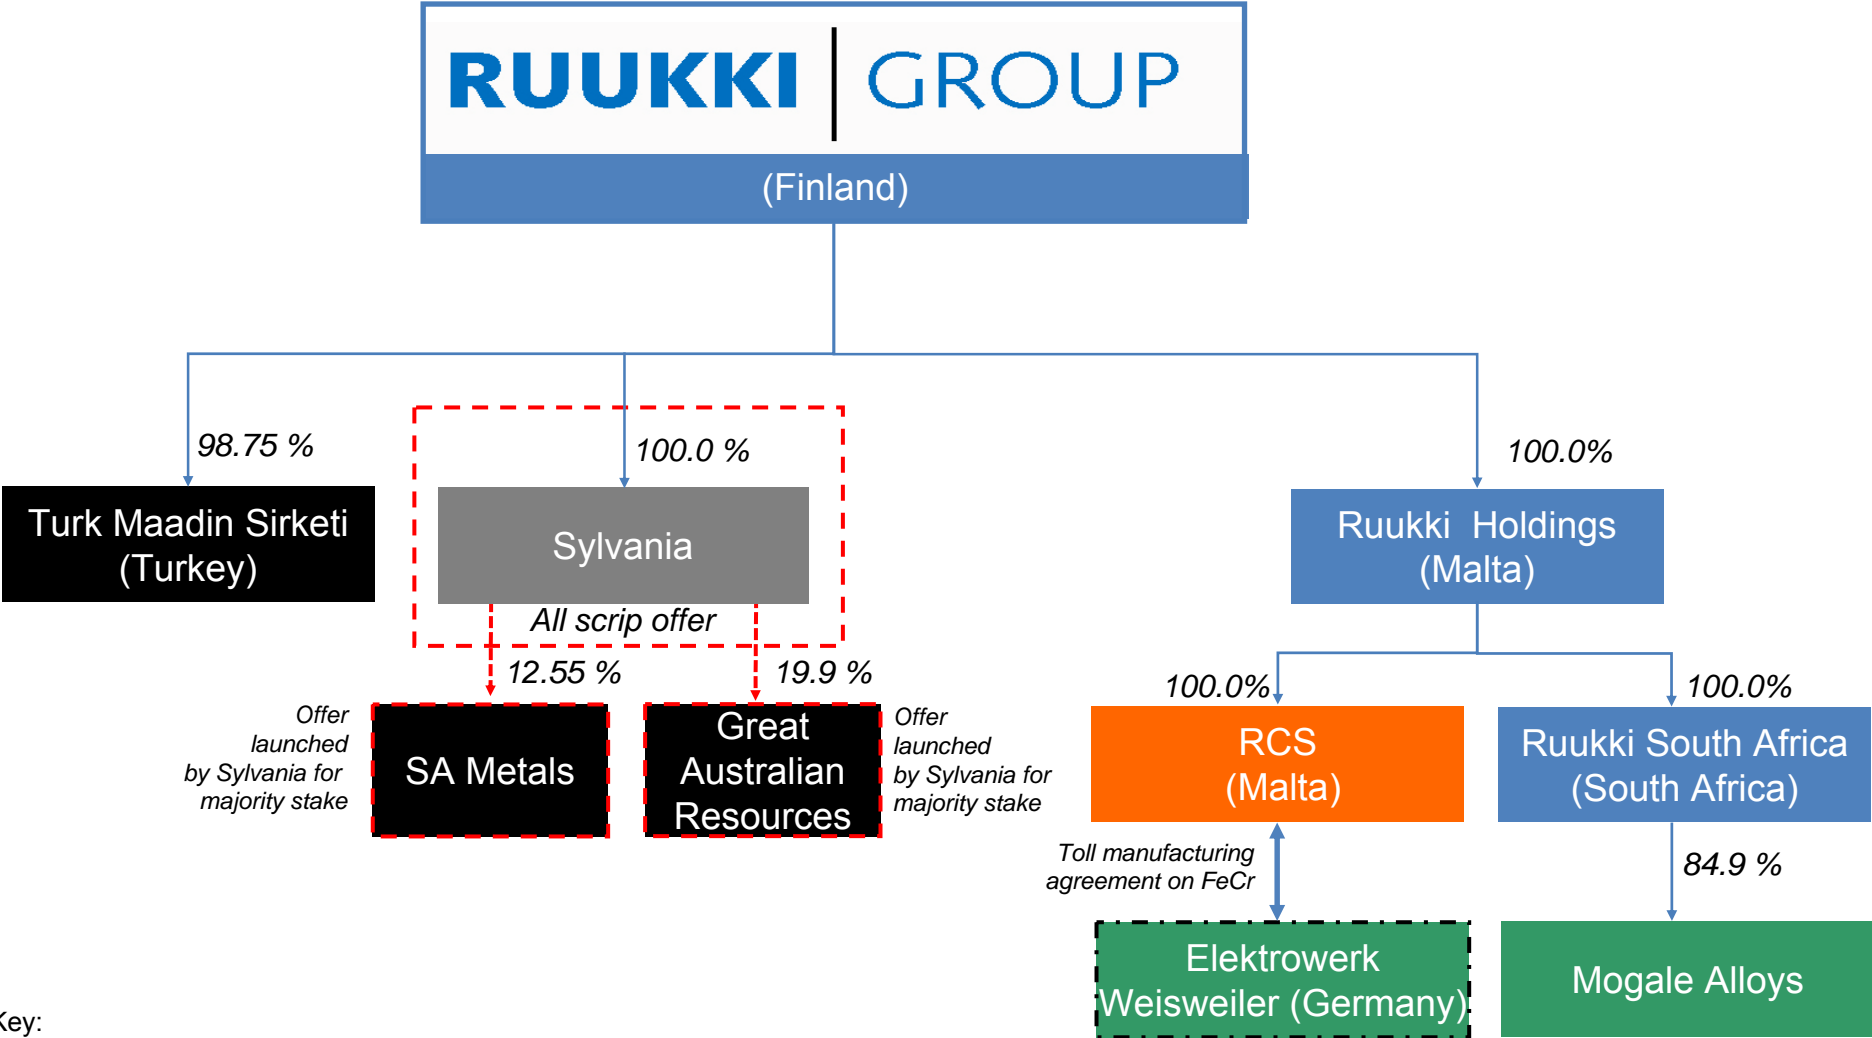 RUUKKI GROUP
(Finland)
98.75 %
100.0 %
100.0%
Turk Maadin Sirketi
(Turkey)
Sylvania
Ruukki Holdings
(Malta)
All scrip offer
12.55 %
19.9 %
100.0%
100.0%
Offer
launched
by Sylvania for
majority stake
SA Metals
Great
Australian
Resources
Offer
launched
by Sylvania for
majority stake
RCS
(Malta)
Ruukki South Africa
(South Africa)
Toll manufacturing
agreement on FeCr
84.9 %
Elektrowerk
Weisweiler (Germany)
Mogale Alloys
Key: